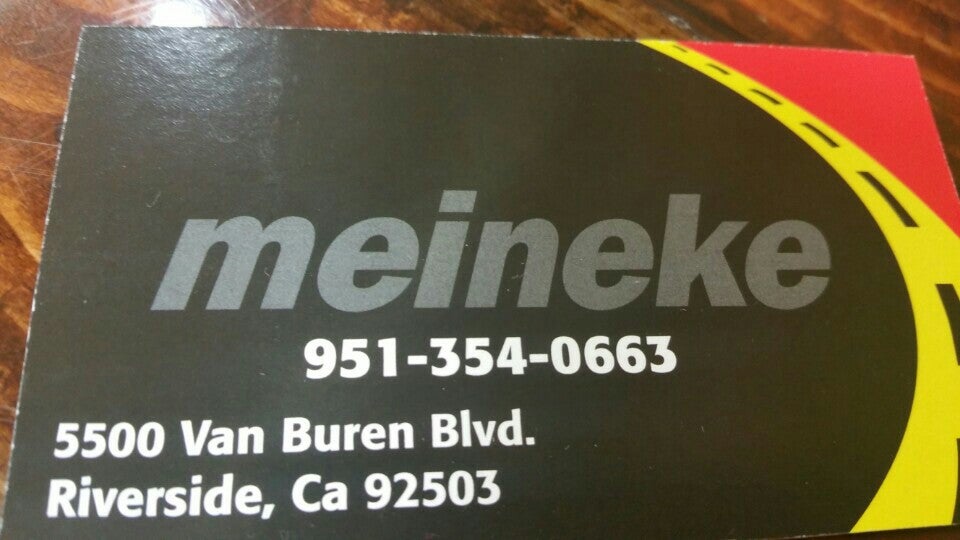 meineke
951-354-0663
5500 Van Buren Blvd.
Riverside, Ca 92503